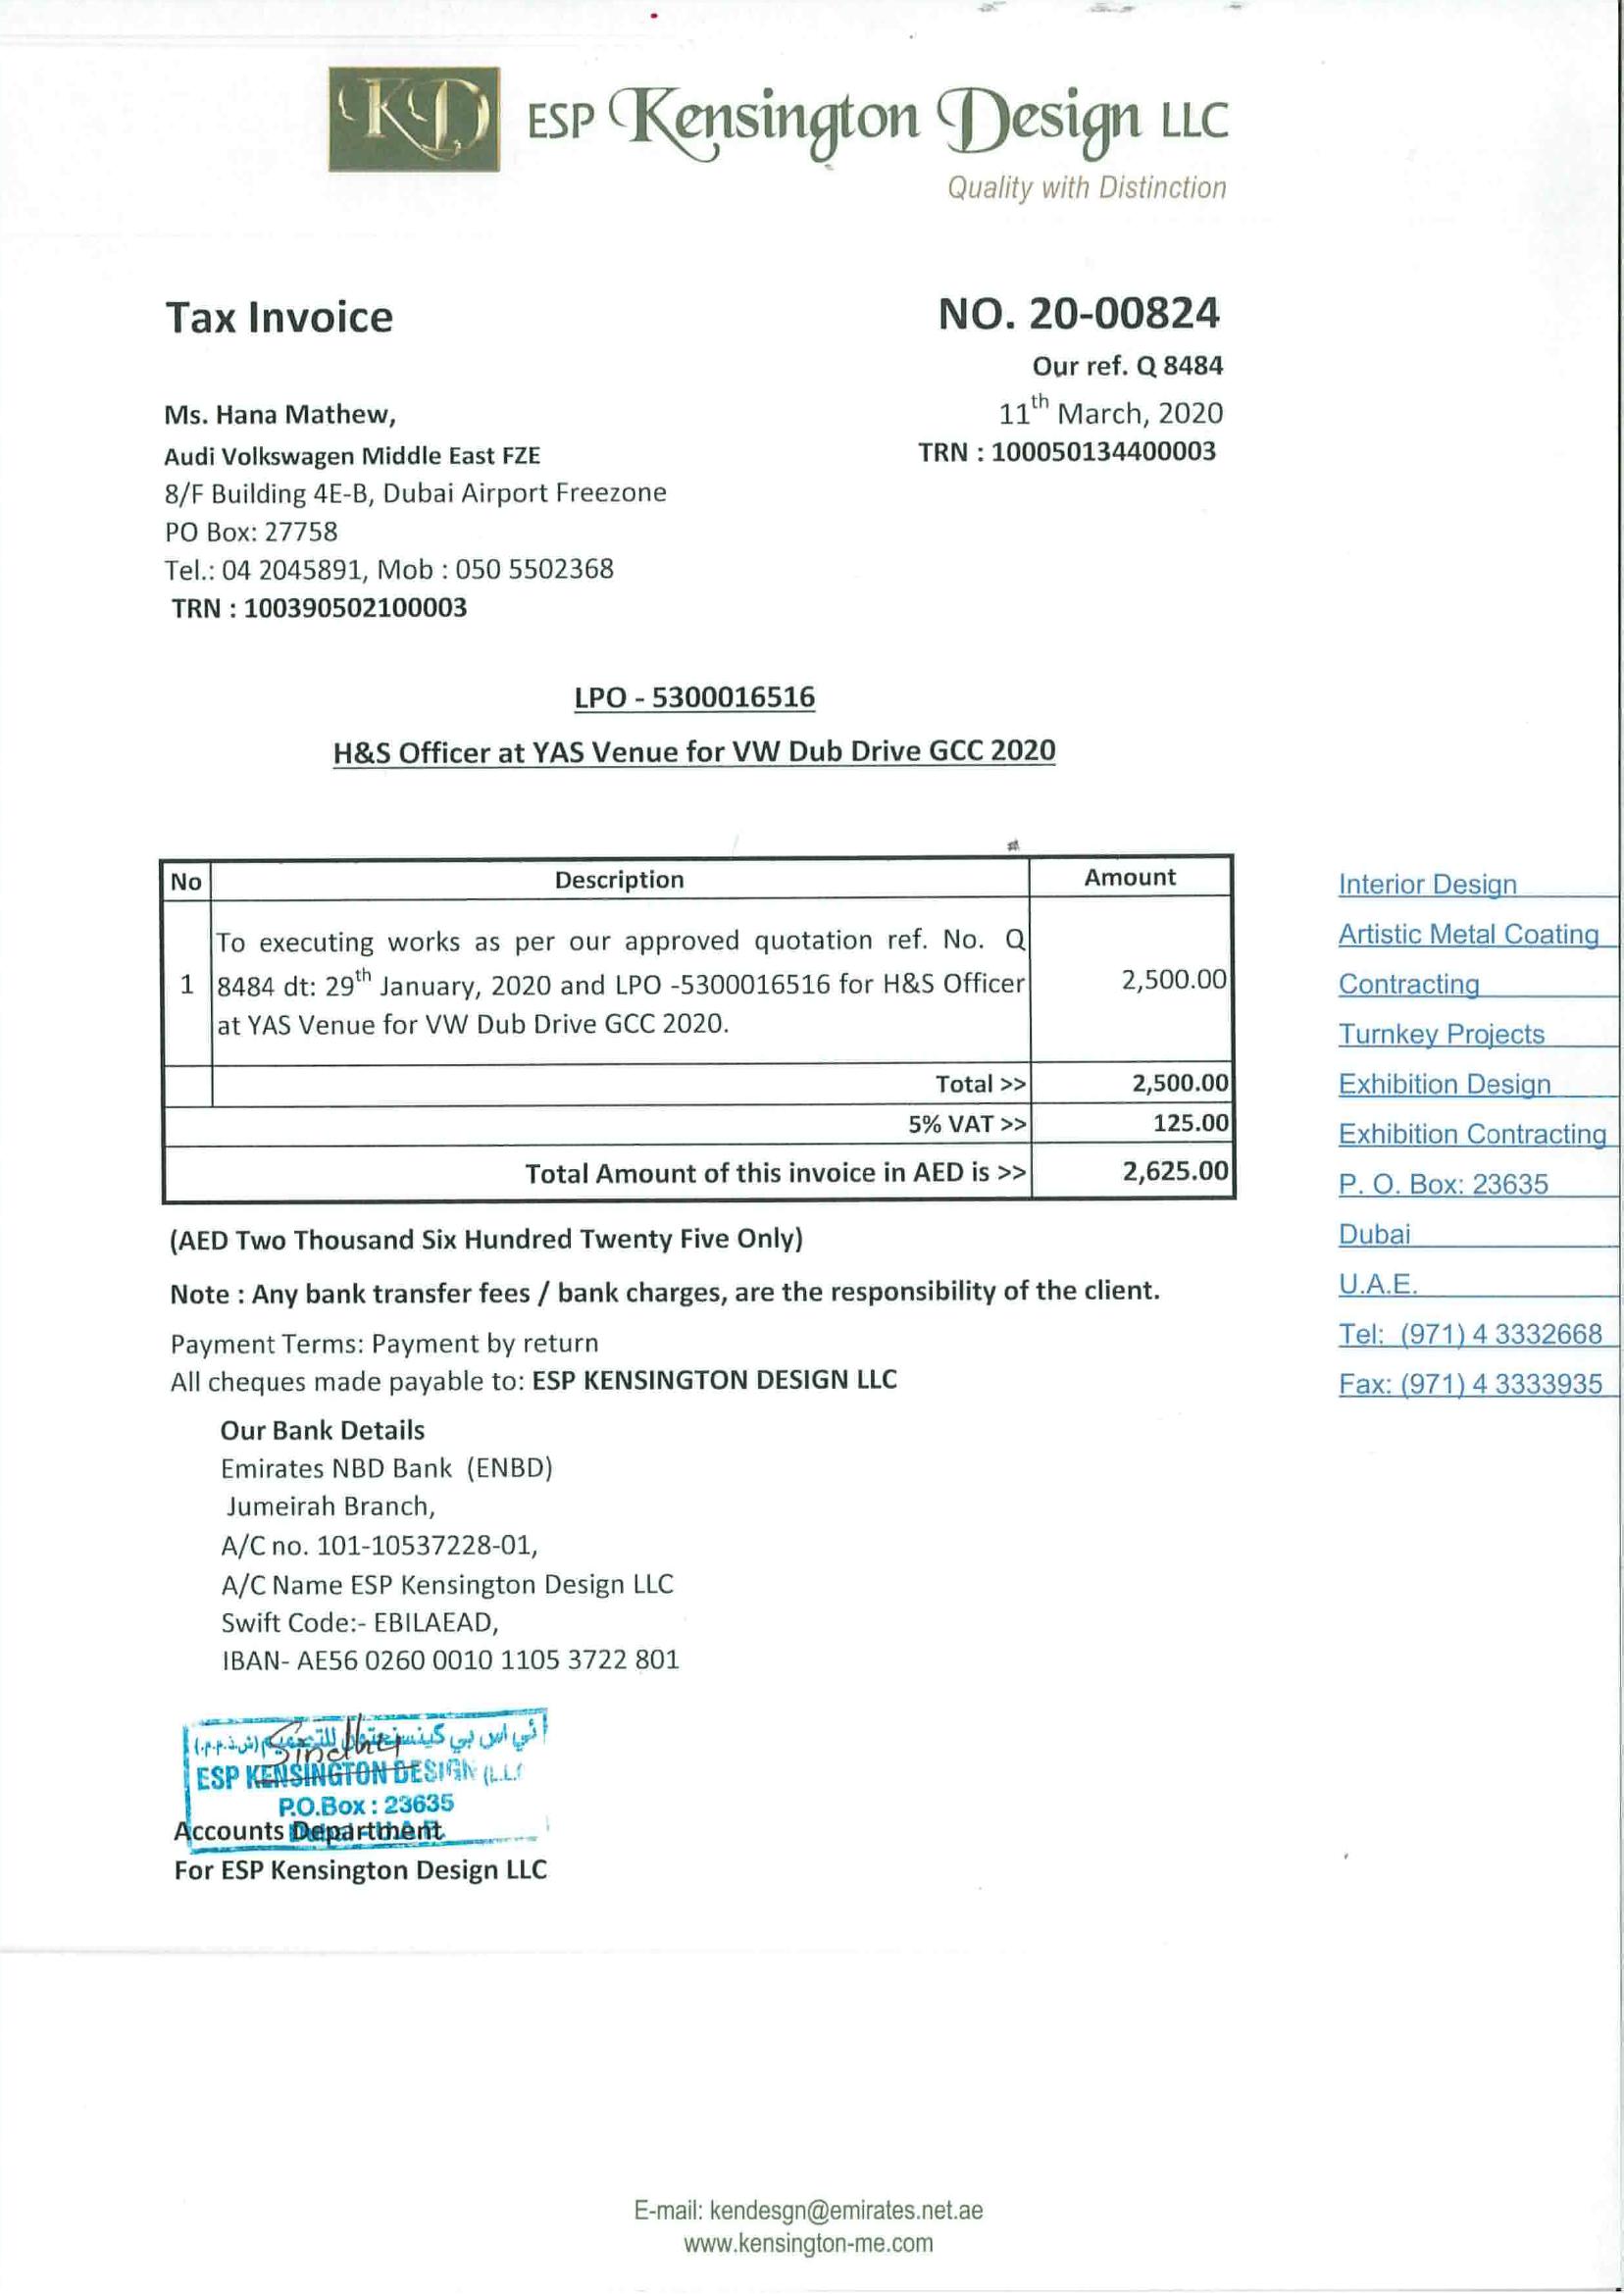 KD ESP Kensington Design LLC
Quality with Distinction
Tax Invoice
NO. 20-00824
Our ref. Q 8484
Ms. Hana Mathew,
11th March, 2020
Audi Volkswagen Middle East FZE
TRN : 100050134400003
8/F Building 4E-B, Dubai Airport Freezone
PO Box: 27758
Tel.: 04 2045891, Mob : 050 5502368
TRN : 100390502100003
LPO - 5300016516
H&S Officer at YAS Venue for VW Dub Drive GCC 2020
No Description Amount
To executing works as per our approved quotation ref. No. Q
1 8484 dt: 29th January, 2020 and LPO -5300016516 for H&S Officer 2,500.00
at YAS Venue for VW Dub Drive GCC 2020.
Total >> 2,500.00
5% VAT >> 125.00
Total Amount of this invoice in AED is >> 2,625.00
(AED Two Thousand Six Hundred Twenty Five Only)
Note : Any bank transfer fees / bank charges, are the responsibility of the client.
Payment Terms: Payment by return
All cheques made payable to: ESP KENSINGTON DESIGN LLC
Our Bank Details
Emirates NBD Bank (ENBD)
Jumeirah Branch,
A/C no. 101-10537228-01,
A/C Name ESP Kensington Design LLC
Swift Code:- EBILAEAD,
IBAN- AE56 0260 0010 1105 3722 801
اي اس بي كينسنجتون (ش.ذ.م.م)
Sindhu
ESP KENSINGTON DESIGN
P.O.Box : 23635
Accounts Department
For ESP Kensington Design LLC
Interior Design
Artistic Metal Coating
Contracting
Turnkey Projects
Exhibition Design
Exhibition Contracting
P. O. Box: 23635
Dubai
U.A.E.
Tel: (971) 4 3332668
Fax: (971) 4 3333935
E-mail: kendesgn@emirates.net.ae
www.kensington-me.com